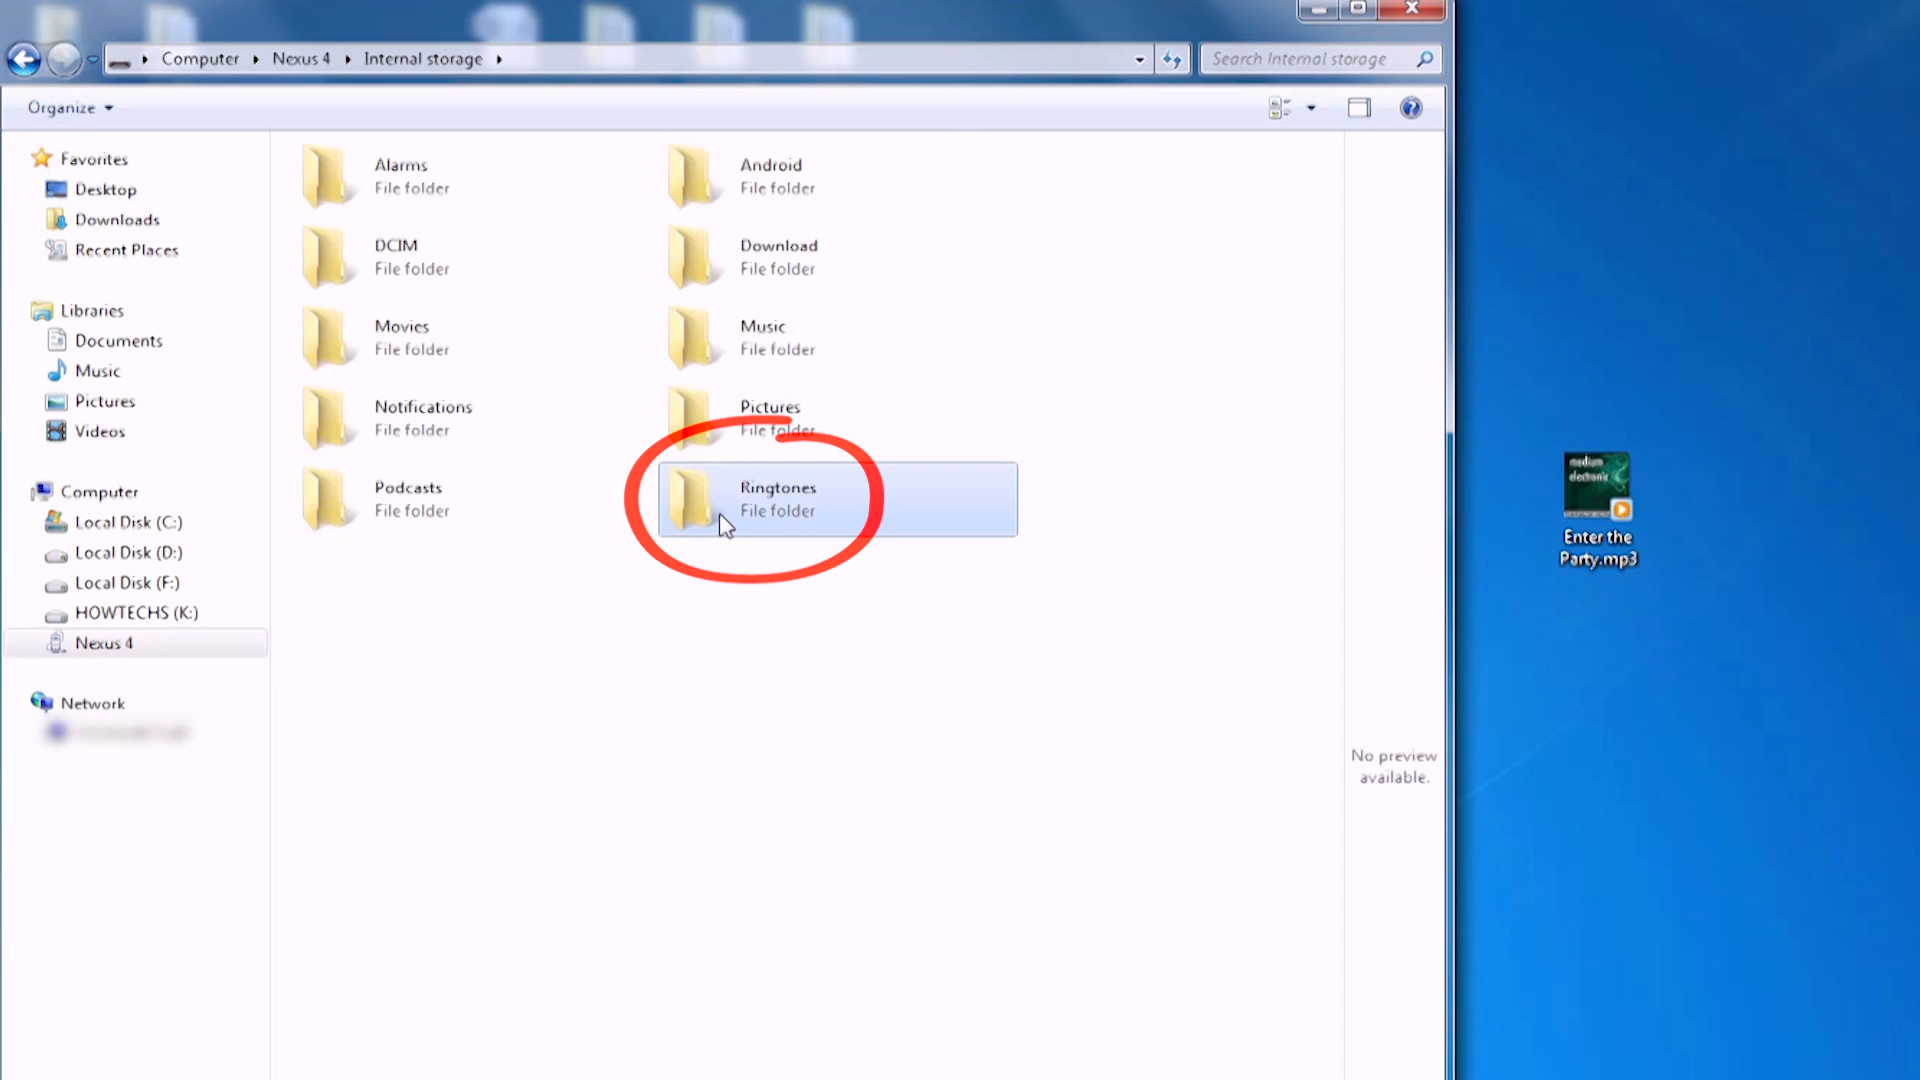 Computer Nexus 4 Internal storage
Search Internal storage
Organize
Favorites
Desktop
Downloads
Recent Places
Libraries
Documents
Music
Pictures
Videos
Computer
Local Disk (C:)
Local Disk (D:)
Local Disk (F:)
HOWTECHS (K:)
Nexus 4
Network
Alarms
File folder
Android
File folder
DCIM
File folder
Download
File folder
Movies
File folder
Music
File folder
Notifications
File folder
Pictures
File folder
Podcasts
File folder
Ringtones
File folder
No preview
available.
medium
electronic
Enter the
Party.mp3